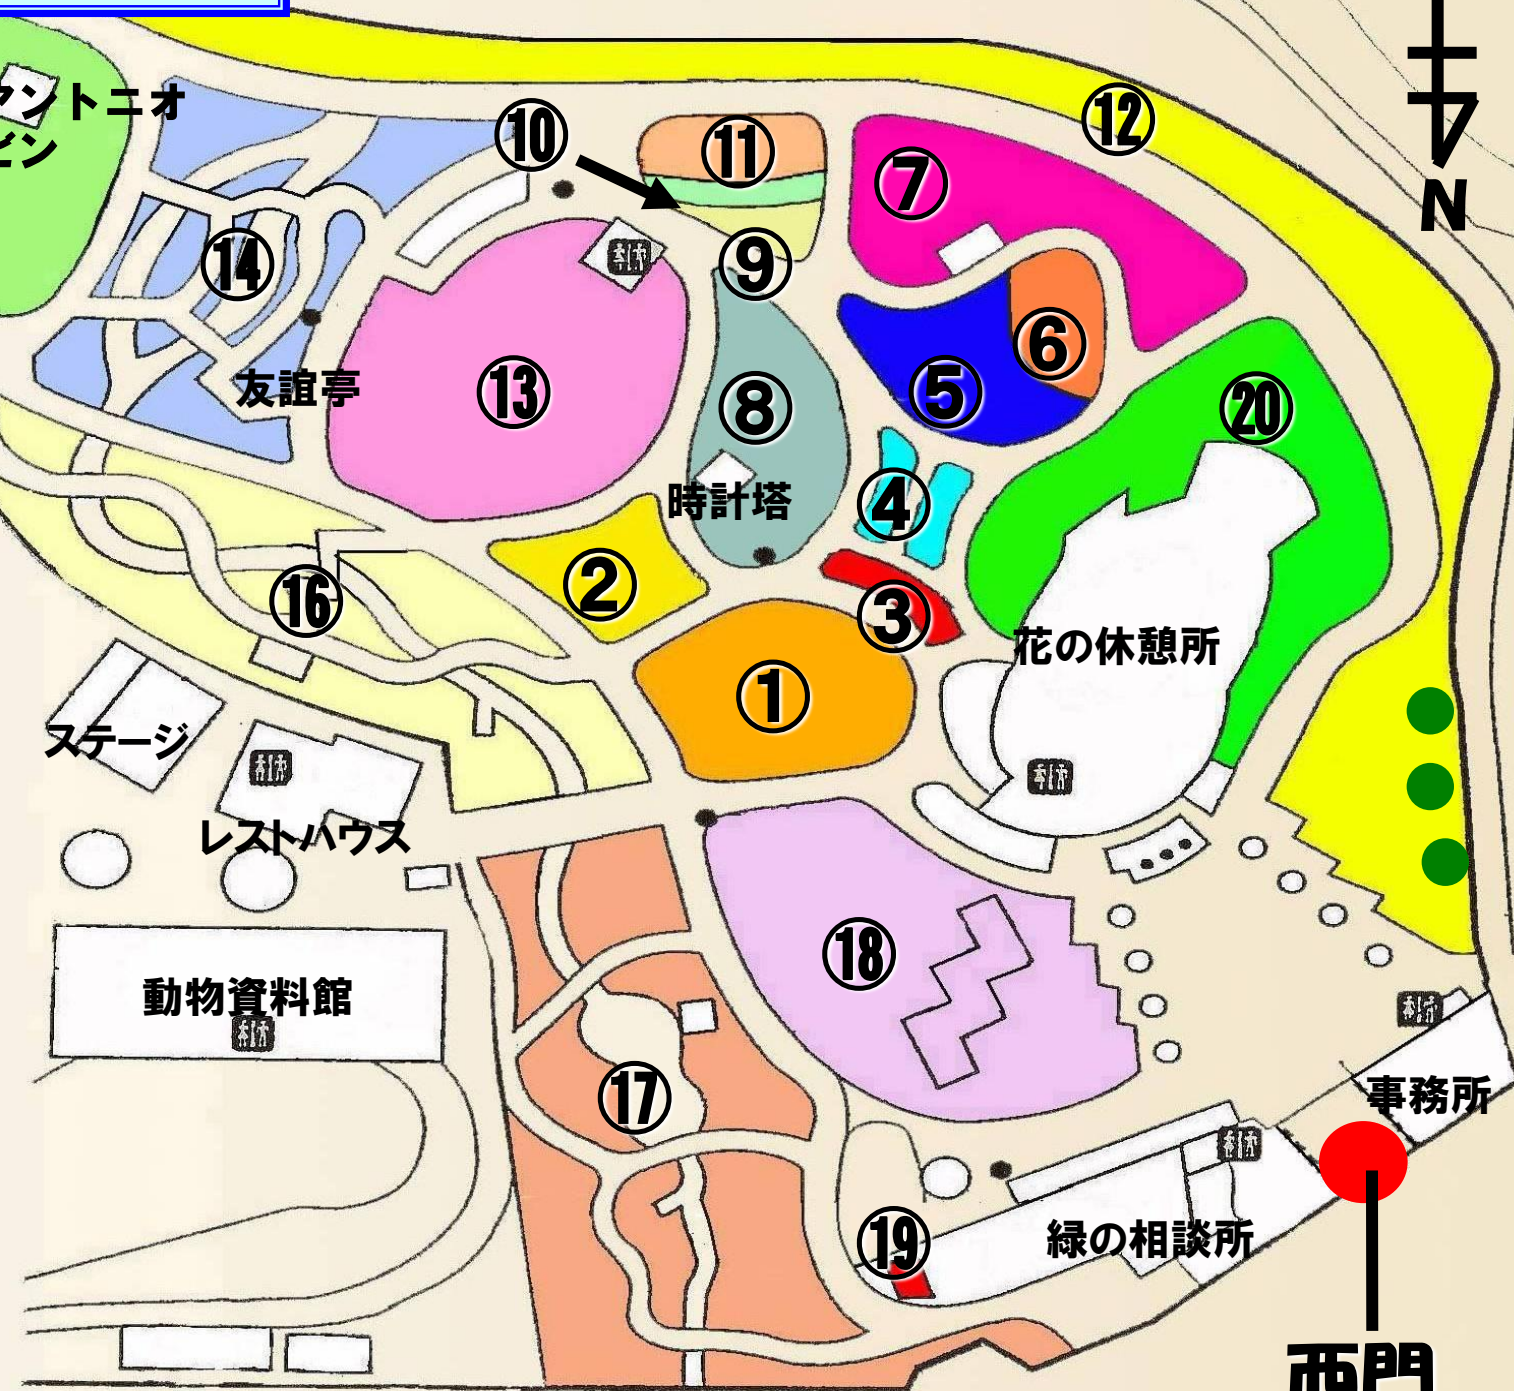 アントニオ
ビン
⑩
⑪
⑫
⑦
N
⑭
⑨
⑥
友誼亭
⑬
⑧
⑤
⑳
時計塔
④
②
⑯
③
花の休憩所
①
ステージ
レストハウス
⑱
動物資料館
⑰
事務所
⑲
緑の相談所
西門